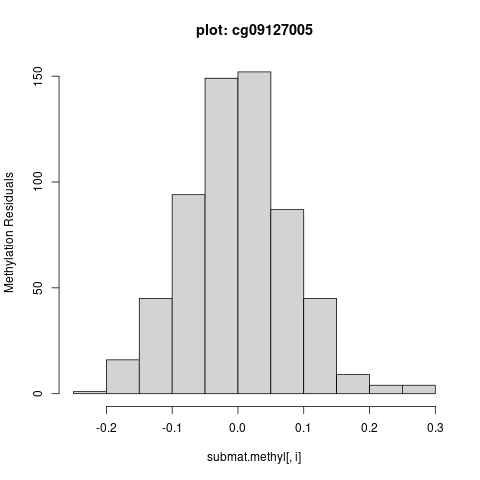 plot: cg09127005
Methylation Residuals
150
100
50
0
-0.2 -0.1 0.0 0.1 0.2 0.3
submat.methyl[, i]